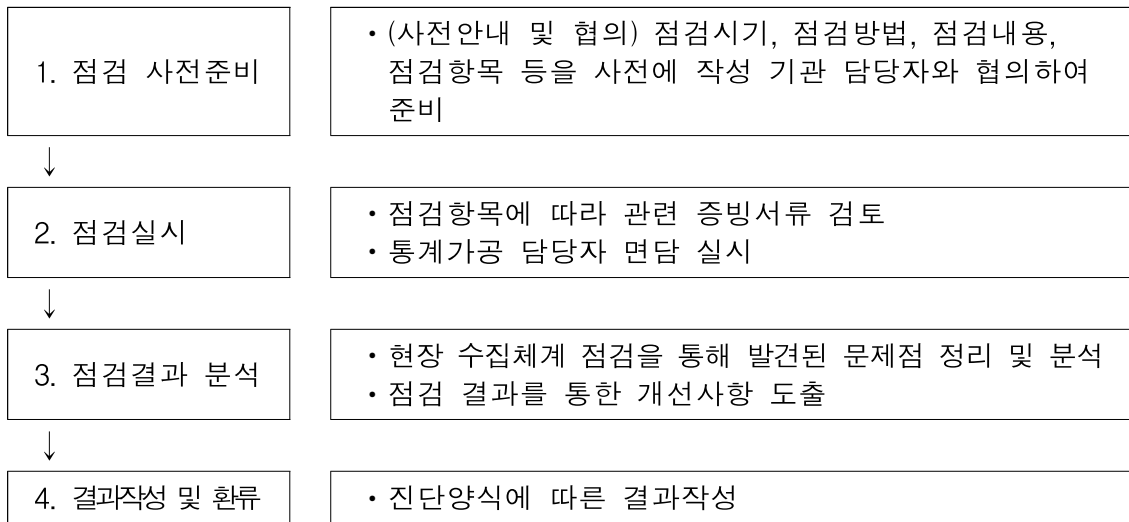 1. 점검 사전준비
• (사전안내 및 협의) 점검시기, 점검방법, 점검내용,
점검항목 등을 사전에 작성 기관 담당자와 협의하여
준비
↓
2. 점검실시
• 점검항목에 따라 관련 증빙서류 검토
• 통계가공 담당자 면담 실시
↓
3. 점검결과 분석
• 현장 수집체계 점검을 통해 발견된 문제점 정리 및 분석
• 점검 결과를 통한 개선사항 도출
↓
4. 결과작성 및 환류
• 진단양식에 따른 결과작성